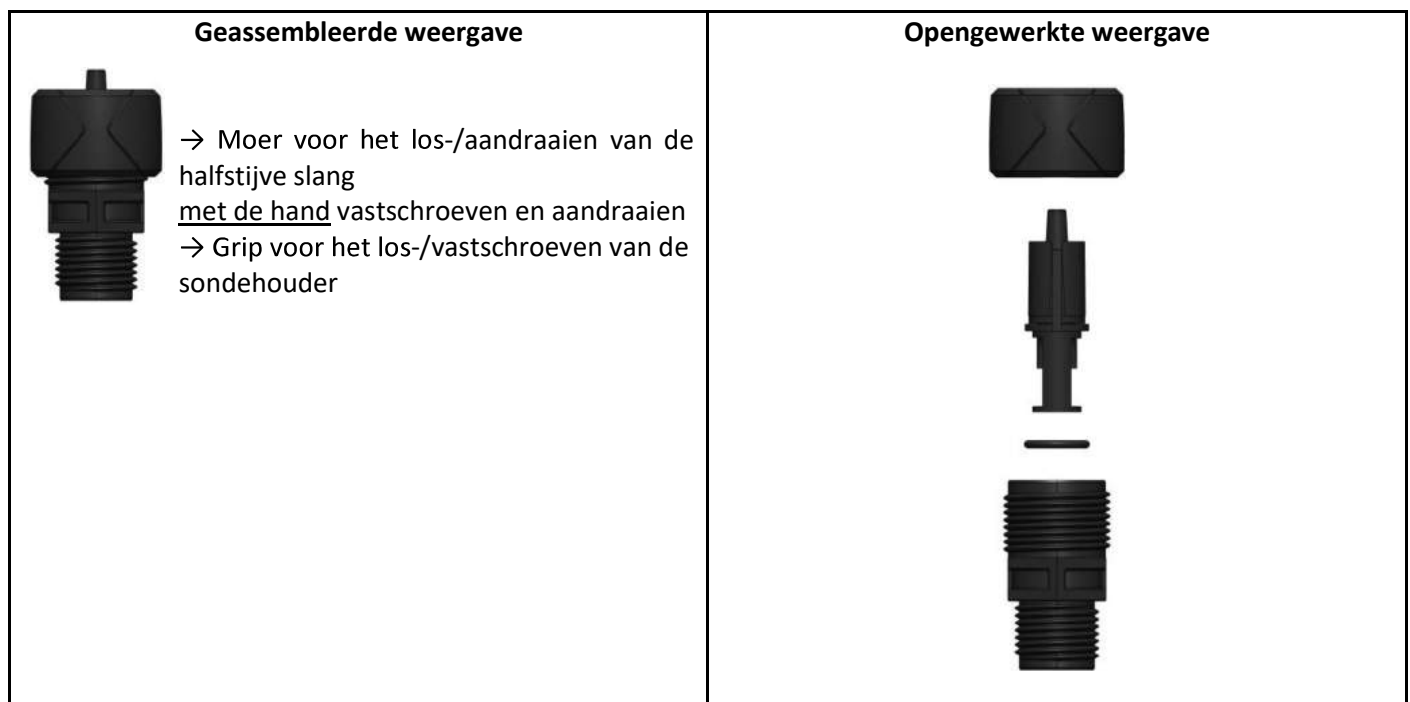 Geassembleerde weergave
Opengewerkte weergave
→ Moer voor het los-/aandraaien van de
halfstijve slang
met de hand vastschroeven en aandraaien
→ Grip voor het los-/vastschroeven van de
sondehouder